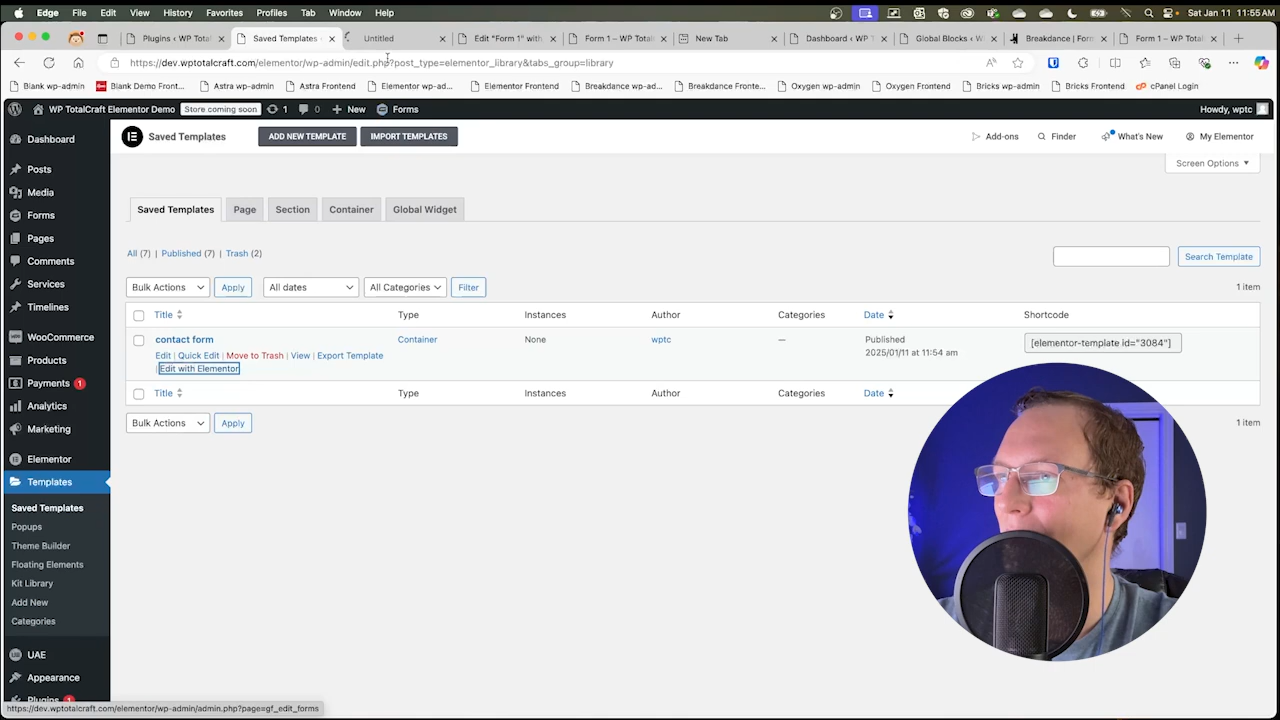 Edge File Edit View History Favorites Profiles Tab Window Help Sat Jan 11 11:55 AM
Plugins < WP Total Saved Templates < Untitled Edit "Form 1" with Form 1 – WP Total New Tab Dashboard < WP T Global Blocks < W Breakdance | Form Form 1 – WP Total
https://dev.wptotalcraft.com/elementor/wp-admin/edit.php?post_type=elementor_library&tabs_group=library
Blank wp-admin Blank Demo Front... Astra wp-admin Astra Frontend Elementor wp-ad... Elementor Frontend Breakdance wp-a... Breakdance Front... Oxygen wp-admin Oxygen Frontend Bricks wp-admin Bricks Frontend cPanel Login
WP TotalCraft Elementor Demo Store coming soon 1 0 New Forms Howdy, wptc
Saved Templates ADD NEW TEMPLATE IMPORT TEMPLATES Add-ons Finder What's New My Elementor
Screen Options
Dashboard
Posts
Media
Forms
Pages
Comments
Services
Timelines
WooCommerce
Products
Payments 1
Analytics
Marketing
Elementor
Templates
Saved Templates
Popups
Theme Builder
Floating Elements
Kit Library
Add New
Categories
UAE
Appearance
Plugins 1
Saved Templates Page Section Container Global Widget
All (7) | Published (7) | Trash (2)
Search Template
Bulk Actions Apply All dates All Categories Filter 1 item
Title Type Instances Author Categories Date Shortcode
contact form Container None wptc — Published [elementor-template id="3084"]
2025/01/11 at 11:54 am
Edit | Quick Edit | Move to Trash | View | Export Template
| Edit with Elementor
Title Type Instances Author Categories Date
Bulk Actions Apply 1 item
https://dev.wptotalcraft.com/elementor/wp-admin/admin.php?page=gf_edit_forms